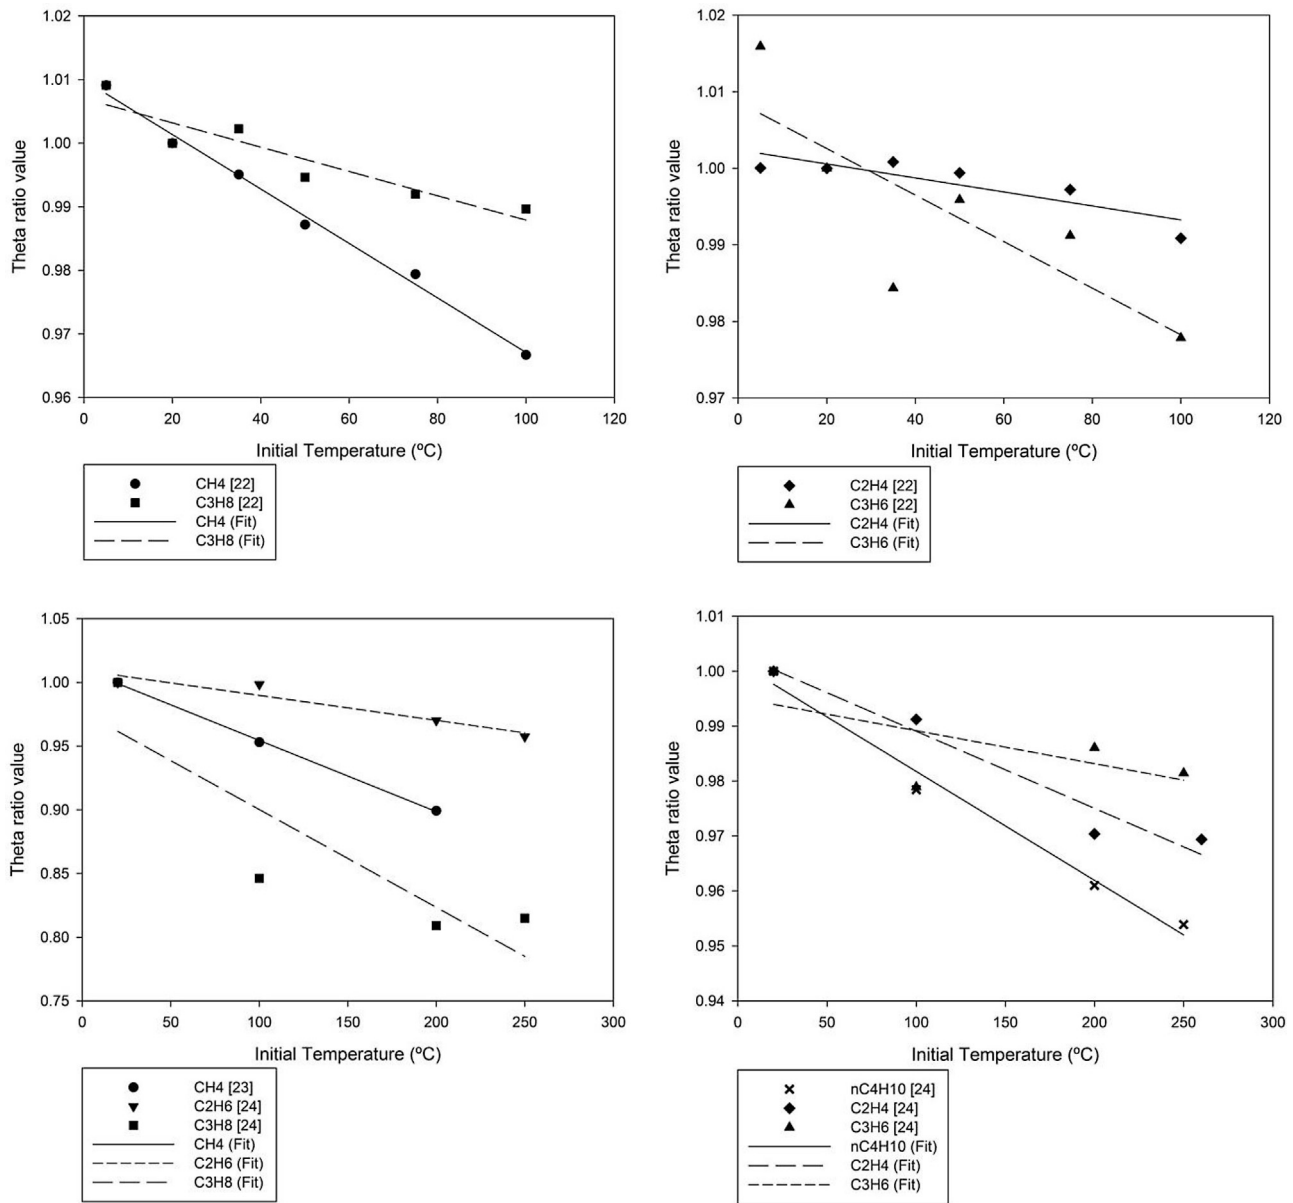 1.02
1.01
1.00
0.99
0.98
0.97
0.96
Theta ratio value
0
20
40
60
80
100
120
Initial Temperature (ºC)
CH4 [22]
C3H8 [22]
CH4 (Fit)
C3H8 (Fit)
1.02
1.01
1.00
0.99
0.98
0.97
Theta ratio value
0
20
40
60
80
100
120
Initial Temperature (ºC)
C2H4 [22]
C3H6 [22]
C2H4 (Fit)
C3H6 (Fit)
1.05
1.00
0.95
0.90
0.85
0.80
0.75
Theta ratio value
0
50
100
150
200
250
300
Initial Temperature (ºC)
CH4 [23]
C2H6 [24]
C3H8 [24]
CH4 (Fit)
C2H6 (Fit)
C3H8 (Fit)
1.01
1.00
0.99
0.98
0.97
0.96
0.95
0.94
Theta ratio value
0
50
100
150
200
250
300
Initial Temperature (ºC)
nC4H10 [24]
C2H4 [24]
C3H6 [24]
nC4H10 (Fit)
C2H4 (Fit)
C3H6 (Fit)